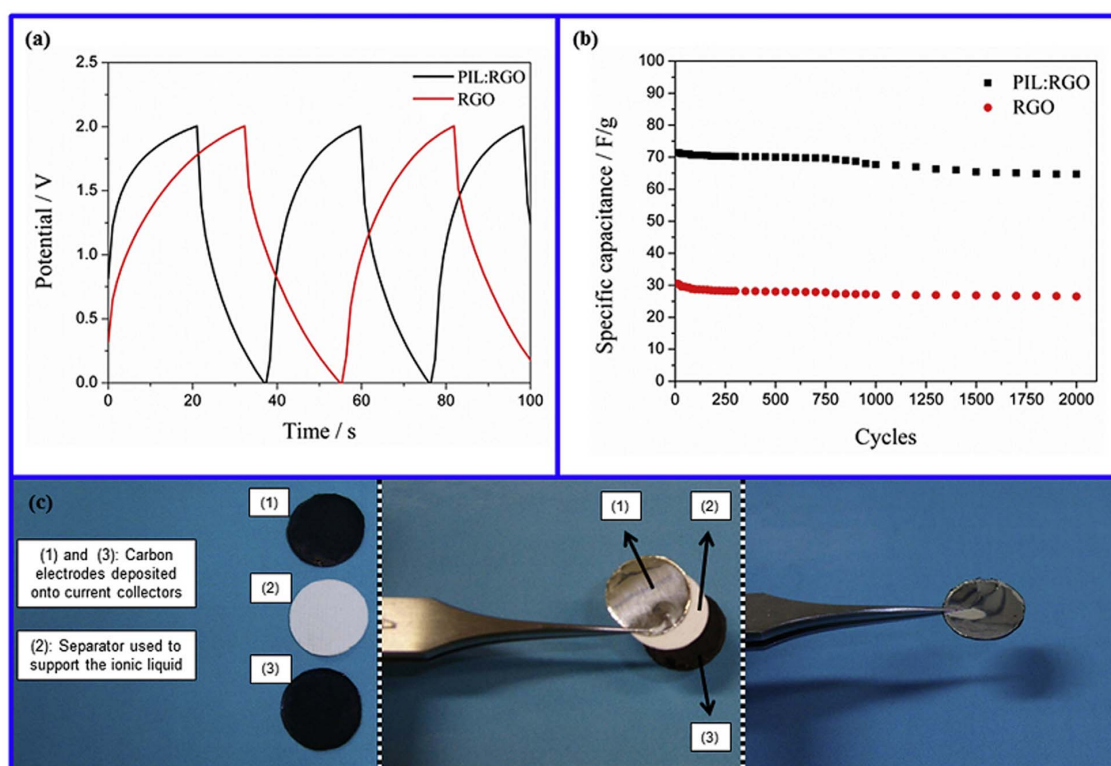 (a)
2.5
2.0
1.5
1.0
0.5
0.0
Potential / V
PIL:RGO
RGO
0 20 40 60 80 100
Time / s
(b)
100
90
80
70
60
50
40
30
20
10
0
Specific capacitance / F/g
PIL:RGO
RGO
0 250 500 750 1000 1250 1500 1750 2000
Cycles
(c)
(1) and (3): Carbon
electrodes deposited
onto current collectors
(2): Separator used to
support the ionic liquid
(1)
(2)
(3)
(1)
(2)
(3)